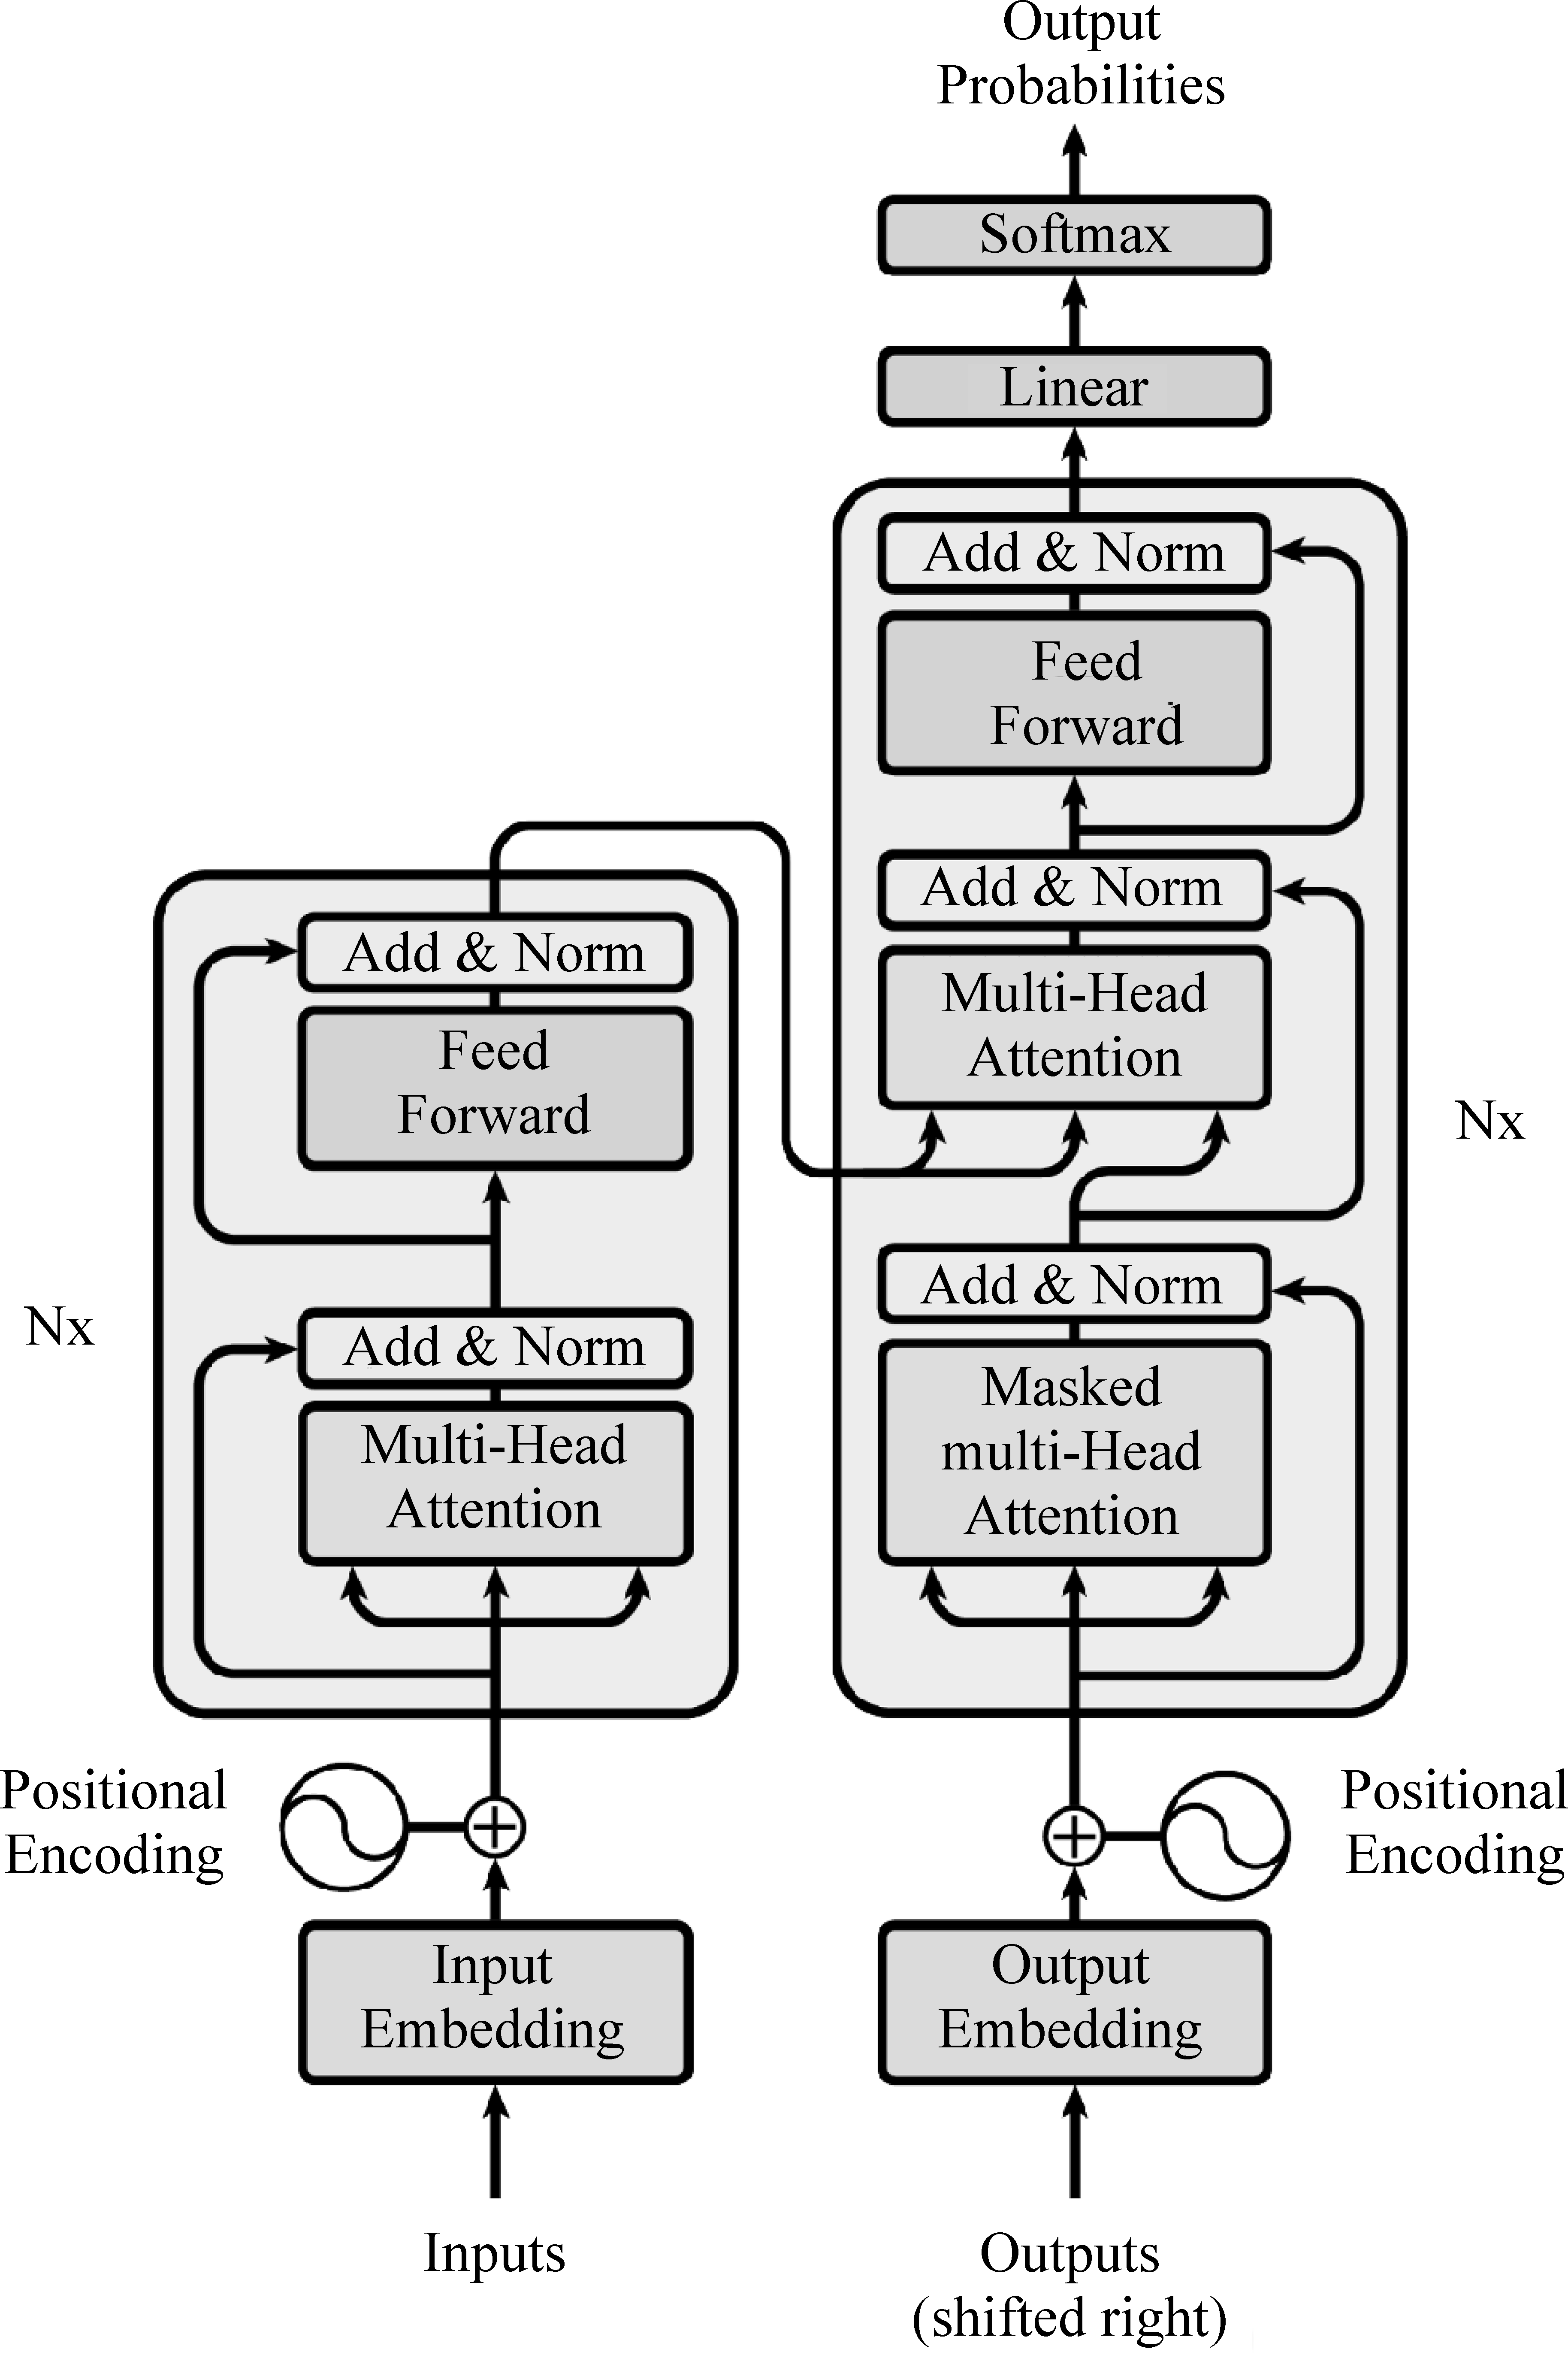 Output
Probabilities
Softmax
Linear
Add & Norm
Feed
Forward
Add & Norm
Multi-Head
Attention
Nx
Add & Norm
Masked
multi-Head
Attention
Add & Norm
Feed
Forward
Nx
Add & Norm
Multi-Head
Attention
Positional
Encoding
Positional
Encoding
Input
Embedding
Output
Embedding
Inputs
Outputs
(shifted right)